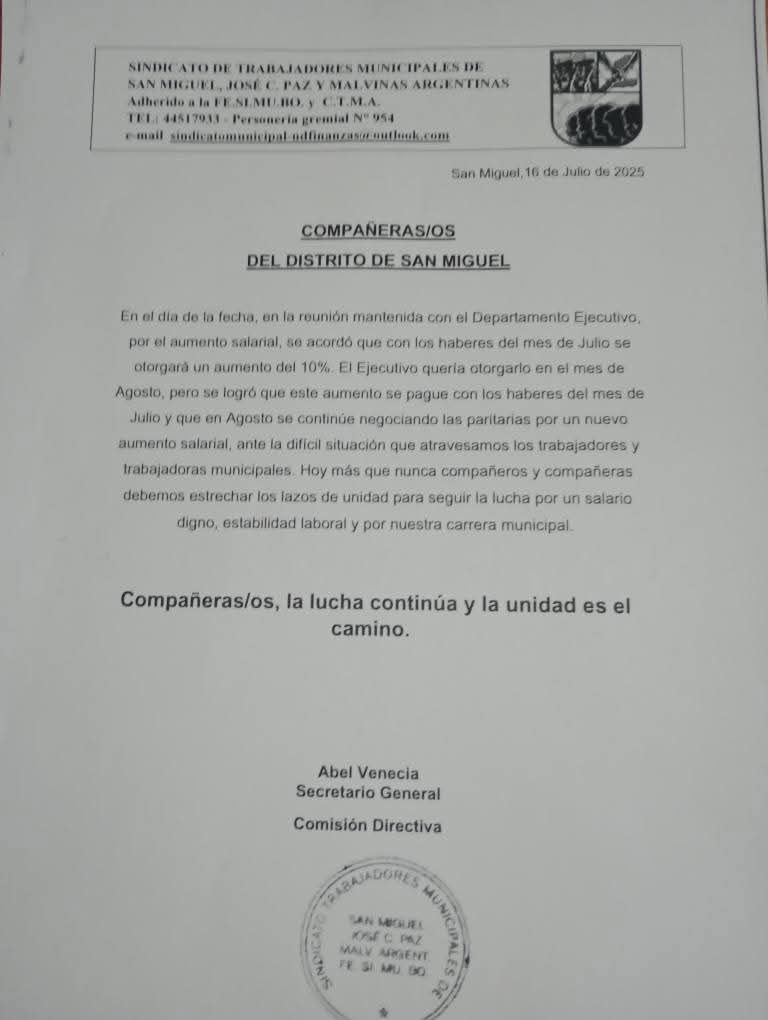 SINDICATO DE TRABAJADORES MUNICIPALES DE
SAN MIGUEL, JOSÉ C. PAZ Y MALVINAS ARGENTINAS
Adherido a la FE.SI.MU.BO. y C.T.M.A.
TEL: 44517933 - Personería gremial N° 954
e-mail sindicatomunicipal-ndfinanzas@outlook.com
San Miguel,16 de Julio de 2025
COMPAÑERAS/OS
DEL DISTRITO DE SAN MIGUEL
En el día de la fecha, en la reunión mantenida con el Departamento Ejecutivo,
por el aumento salarial, se acordó que con los haberes del mes de Julio se
otorgará un aumento del 10%. El Ejecutivo quería otorgarlo en el mes de
Agosto, pero se logró que este aumento se pague con los haberes del mes de
Julio y que en Agosto se continúe negociando las paritarias por un nuevo
aumento salarial, ante la difícil situación que atravesamos los trabajadores y
trabajadoras municipales. Hoy más que nunca compañeros y compañeras
debemos estrechar los lazos de unidad para seguir la lucha por un salario
digno, estabilidad laboral y por nuestra carrera municipal.
Compañeras/os, la lucha continúa y la unidad es el
camino.
Abel Venecia
Secretario General
Comisión Directiva
SINDICATO TRABAJADORES MUNICIPALES DE
SAN MIGUEL
JOSÉ C. PAZ
MALV. ARGENT.
FE. SI. MU. BO.